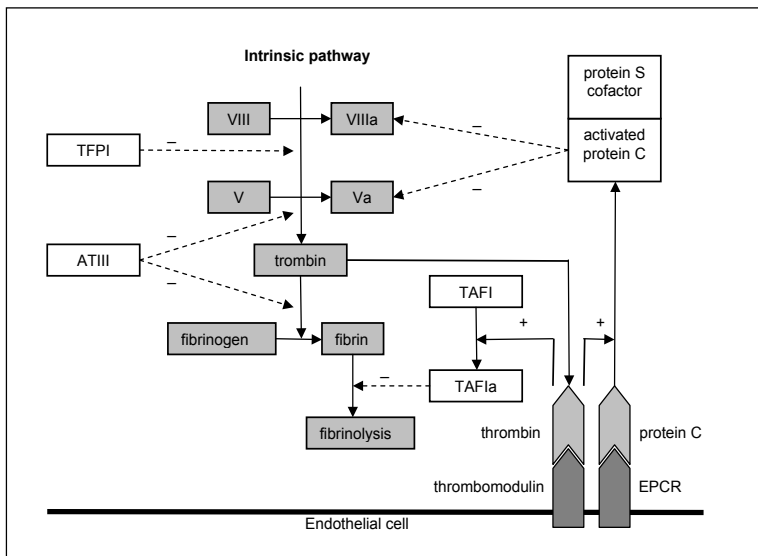 Intrinsic pathway
protein S
cofactor
VIII
VIIIa
–
activated
protein C
TFPI
–
–
V
Va
–
ATIII
trombin
–
TAFI
+
+
fibrinogen
fibrin
–
TAFIa
fibrinolysis
thrombin
protein C
thrombomodulin
EPCR
Endothelial cell